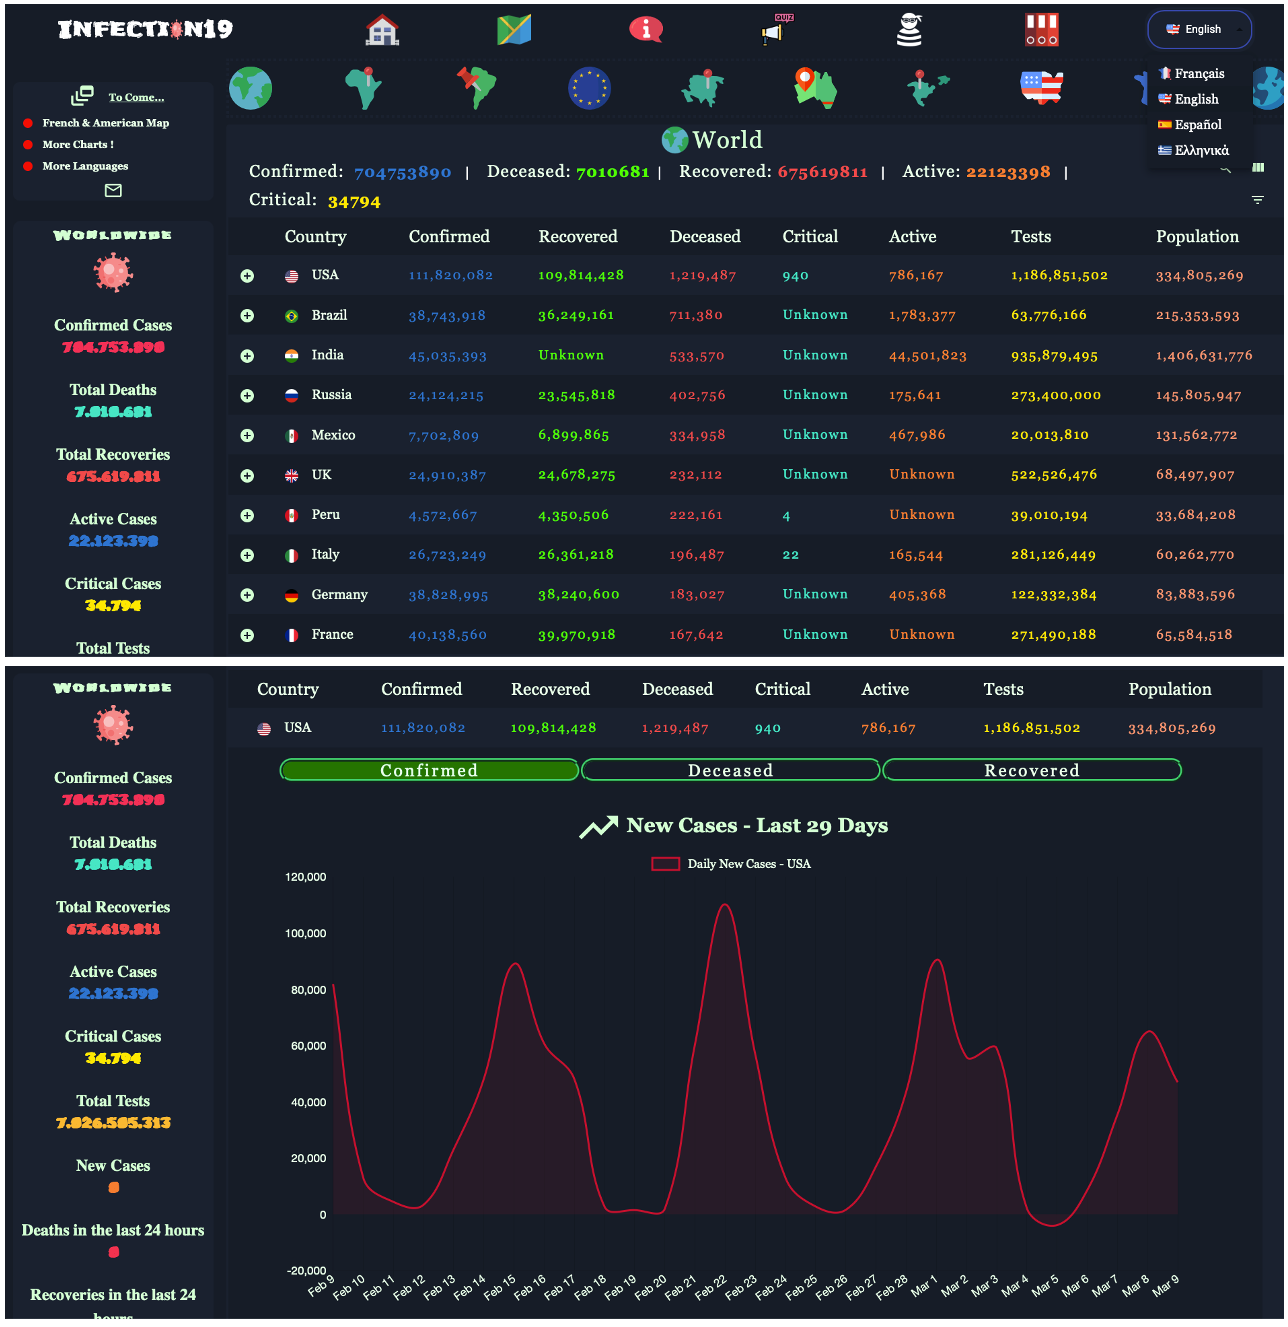 INFECTION19
QUIZ
English
Français
English
Español
Ελληνικά
To Come...
French & American Map
More Charts !
More Languages
World
Confirmed: 704753890 | Deceased: 7010681 | Recovered: 675619811 | Active: 22123398 |
Critical: 34794
WORLDWIDE
Confirmed Cases
704.753.890
Total Deaths
7.010.681
Total Recoveries
675.619.811
Active Cases
22.123.398
Critical Cases
34.794
Total Tests
Country Confirmed Recovered Deceased Critical Active Tests Population
USA 111,820,082 109,814,428 1,219,487 940 786,167 1,186,851,502 334,805,269
Brazil 38,743,918 36,249,161 711,380 Unknown 1,783,377 63,776,166 215,353,593
India 45,035,393 Unknown 533,570 Unknown 44,501,823 935,879,495 1,406,631,776
Russia 24,124,215 23,545,818 402,756 Unknown 175,641 273,400,000 145,805,947
Mexico 7,702,809 6,899,865 334,958 Unknown 467,986 20,013,810 131,562,772
UK 24,910,387 24,678,275 232,112 Unknown Unknown 522,526,476 68,497,907
Peru 4,572,667 4,350,506 222,161 4 Unknown 39,010,194 33,684,208
Italy 26,723,249 26,361,218 196,487 22 165,544 281,126,449 60,262,770
Germany 38,828,995 38,240,600 183,027 Unknown 405,368 122,332,384 83,883,596
France 40,138,560 39,970,918 167,642 Unknown Unknown 271,490,188 65,584,518
WORLDWIDE
Confirmed Cases
704.753.890
Total Deaths
7.010.681
Total Recoveries
675.619.811
Active Cases
22.123.398
Critical Cases
34.794
Total Tests
7.026.505.313
New Cases
0
Deaths in the last 24 hours
0
Recoveries in the last 24
hours
Country Confirmed Recovered Deceased Critical Active Tests Population
USA 111,820,082 109,814,428 1,219,487 940 786,167 1,186,851,502 334,805,269
Confirmed Deceased Recovered
New Cases - Last 29 Days
Daily New Cases - USA
120,000
100,000
80,000
60,000
40,000
20,000
0
-20,000
Feb 9 Feb 10 Feb 11 Feb 12 Feb 13 Feb 14 Feb 15 Feb 16 Feb 17 Feb 18 Feb 19 Feb 20 Feb 21 Feb 22 Feb 23 Feb 24 Feb 25 Feb 26 Feb 27 Feb 28 Mar 1 Mar 2 Mar 3 Mar 4 Mar 5 Mar 6 Mar 7 Mar 8 Mar 9